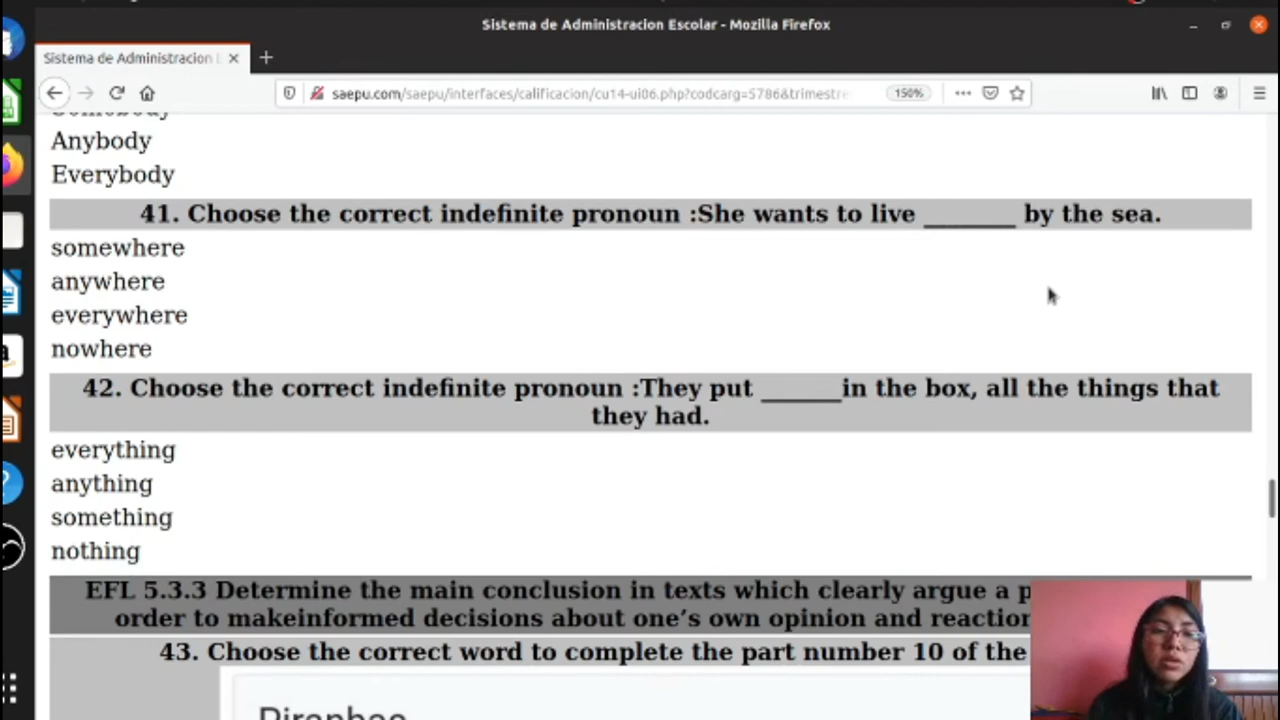 Sistema de Administracion Escolar - Mozilla Firefox
Sistema de Administracion
saepu.com/saepu/interfaces/calificacion/cu14-ui06.php?codcarg=5786&trimestre
150%
Somebody
Anybody
Everybody
41. Choose the correct indefinite pronoun :She wants to live ________ by the sea.
somewhere
anywhere
everywhere
nowhere
42. Choose the correct indefinite pronoun :They put _______in the box, all the things that
they had.
everything
anything
something
nothing
EFL 5.3.3 Determine the main conclusion in texts which clearly argue a p
order to makeinformed decisions about one’s own opinion and reaction
43. Choose the correct word to complete the part number 10 of the
Piranhas